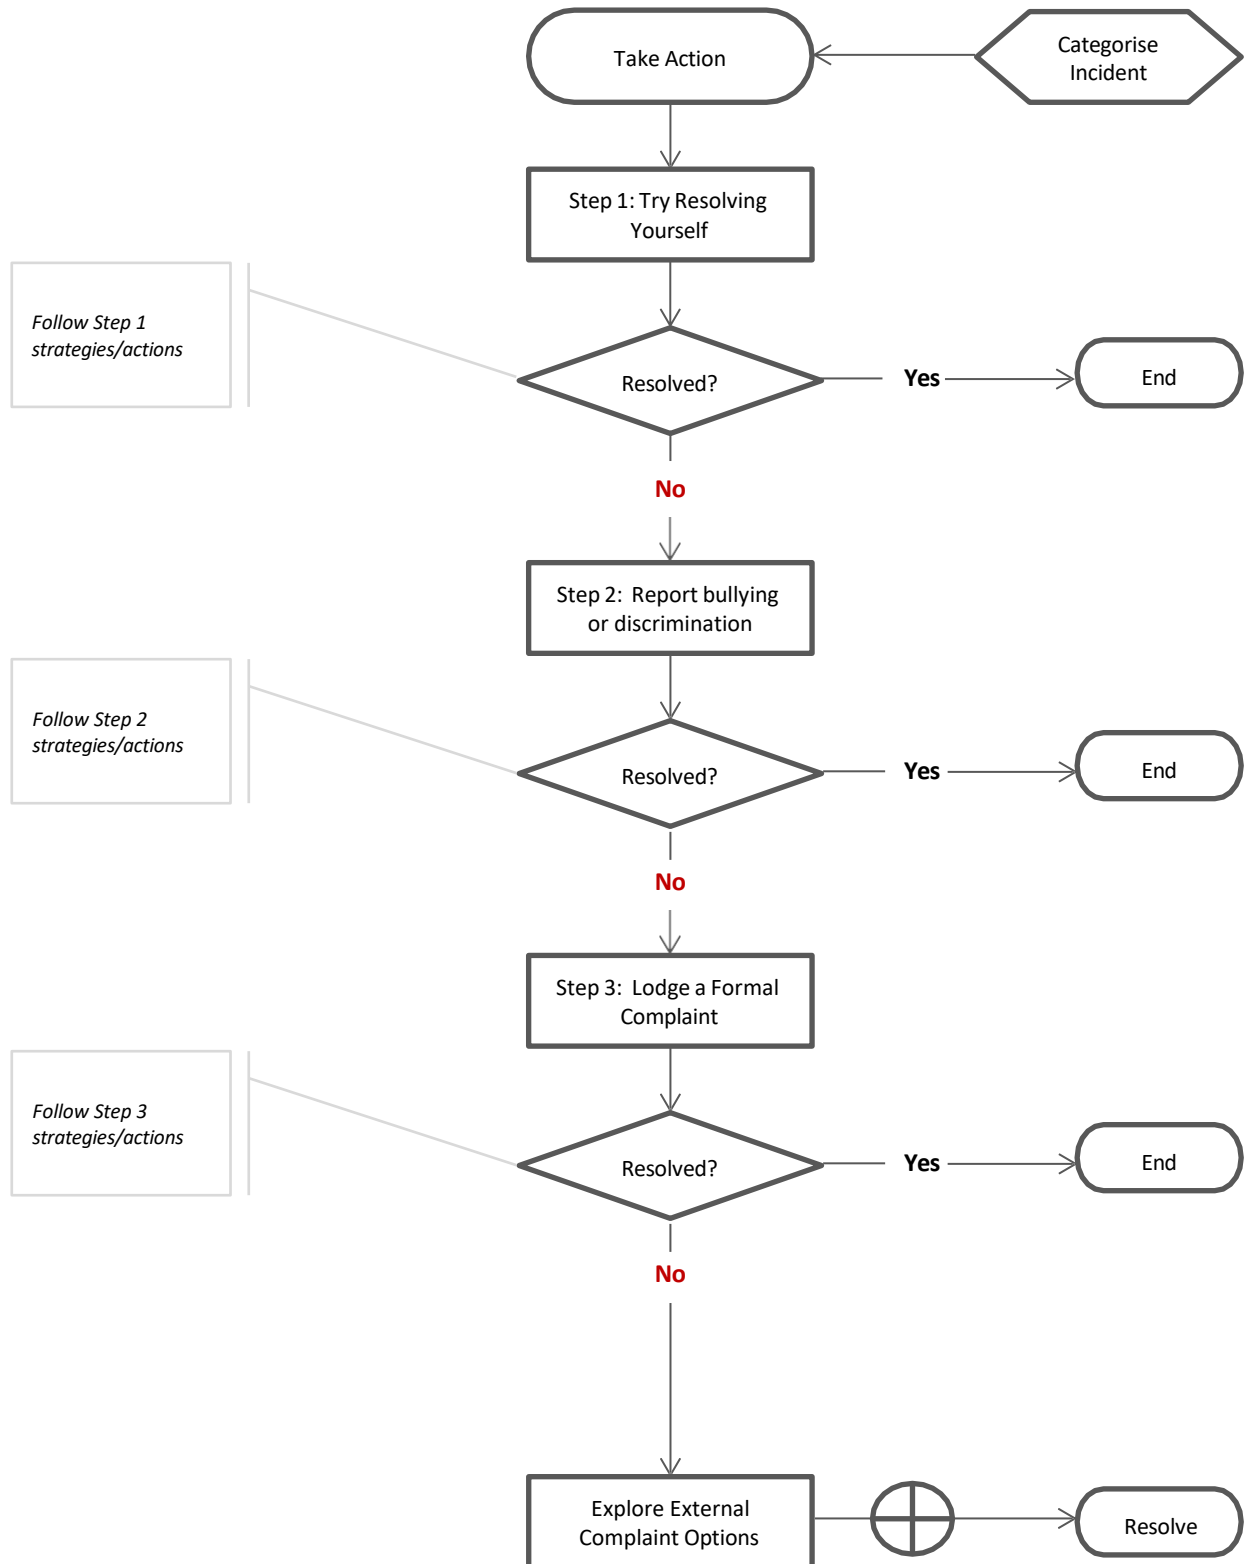 Take Action
Categorise
Incident
Step 1: Try Resolving
Yourself
Follow Step 1
strategies/actions
Resolved?
Yes
End
No
Step 2:  Report bullying
or discrimination
Follow Step 2
strategies/actions
Resolved?
Yes
End
No
Step 3:  Lodge a Formal
Complaint
Follow Step 3
strategies/actions
Resolved?
Yes
End
No
Explore External
Complaint Options
Resolve